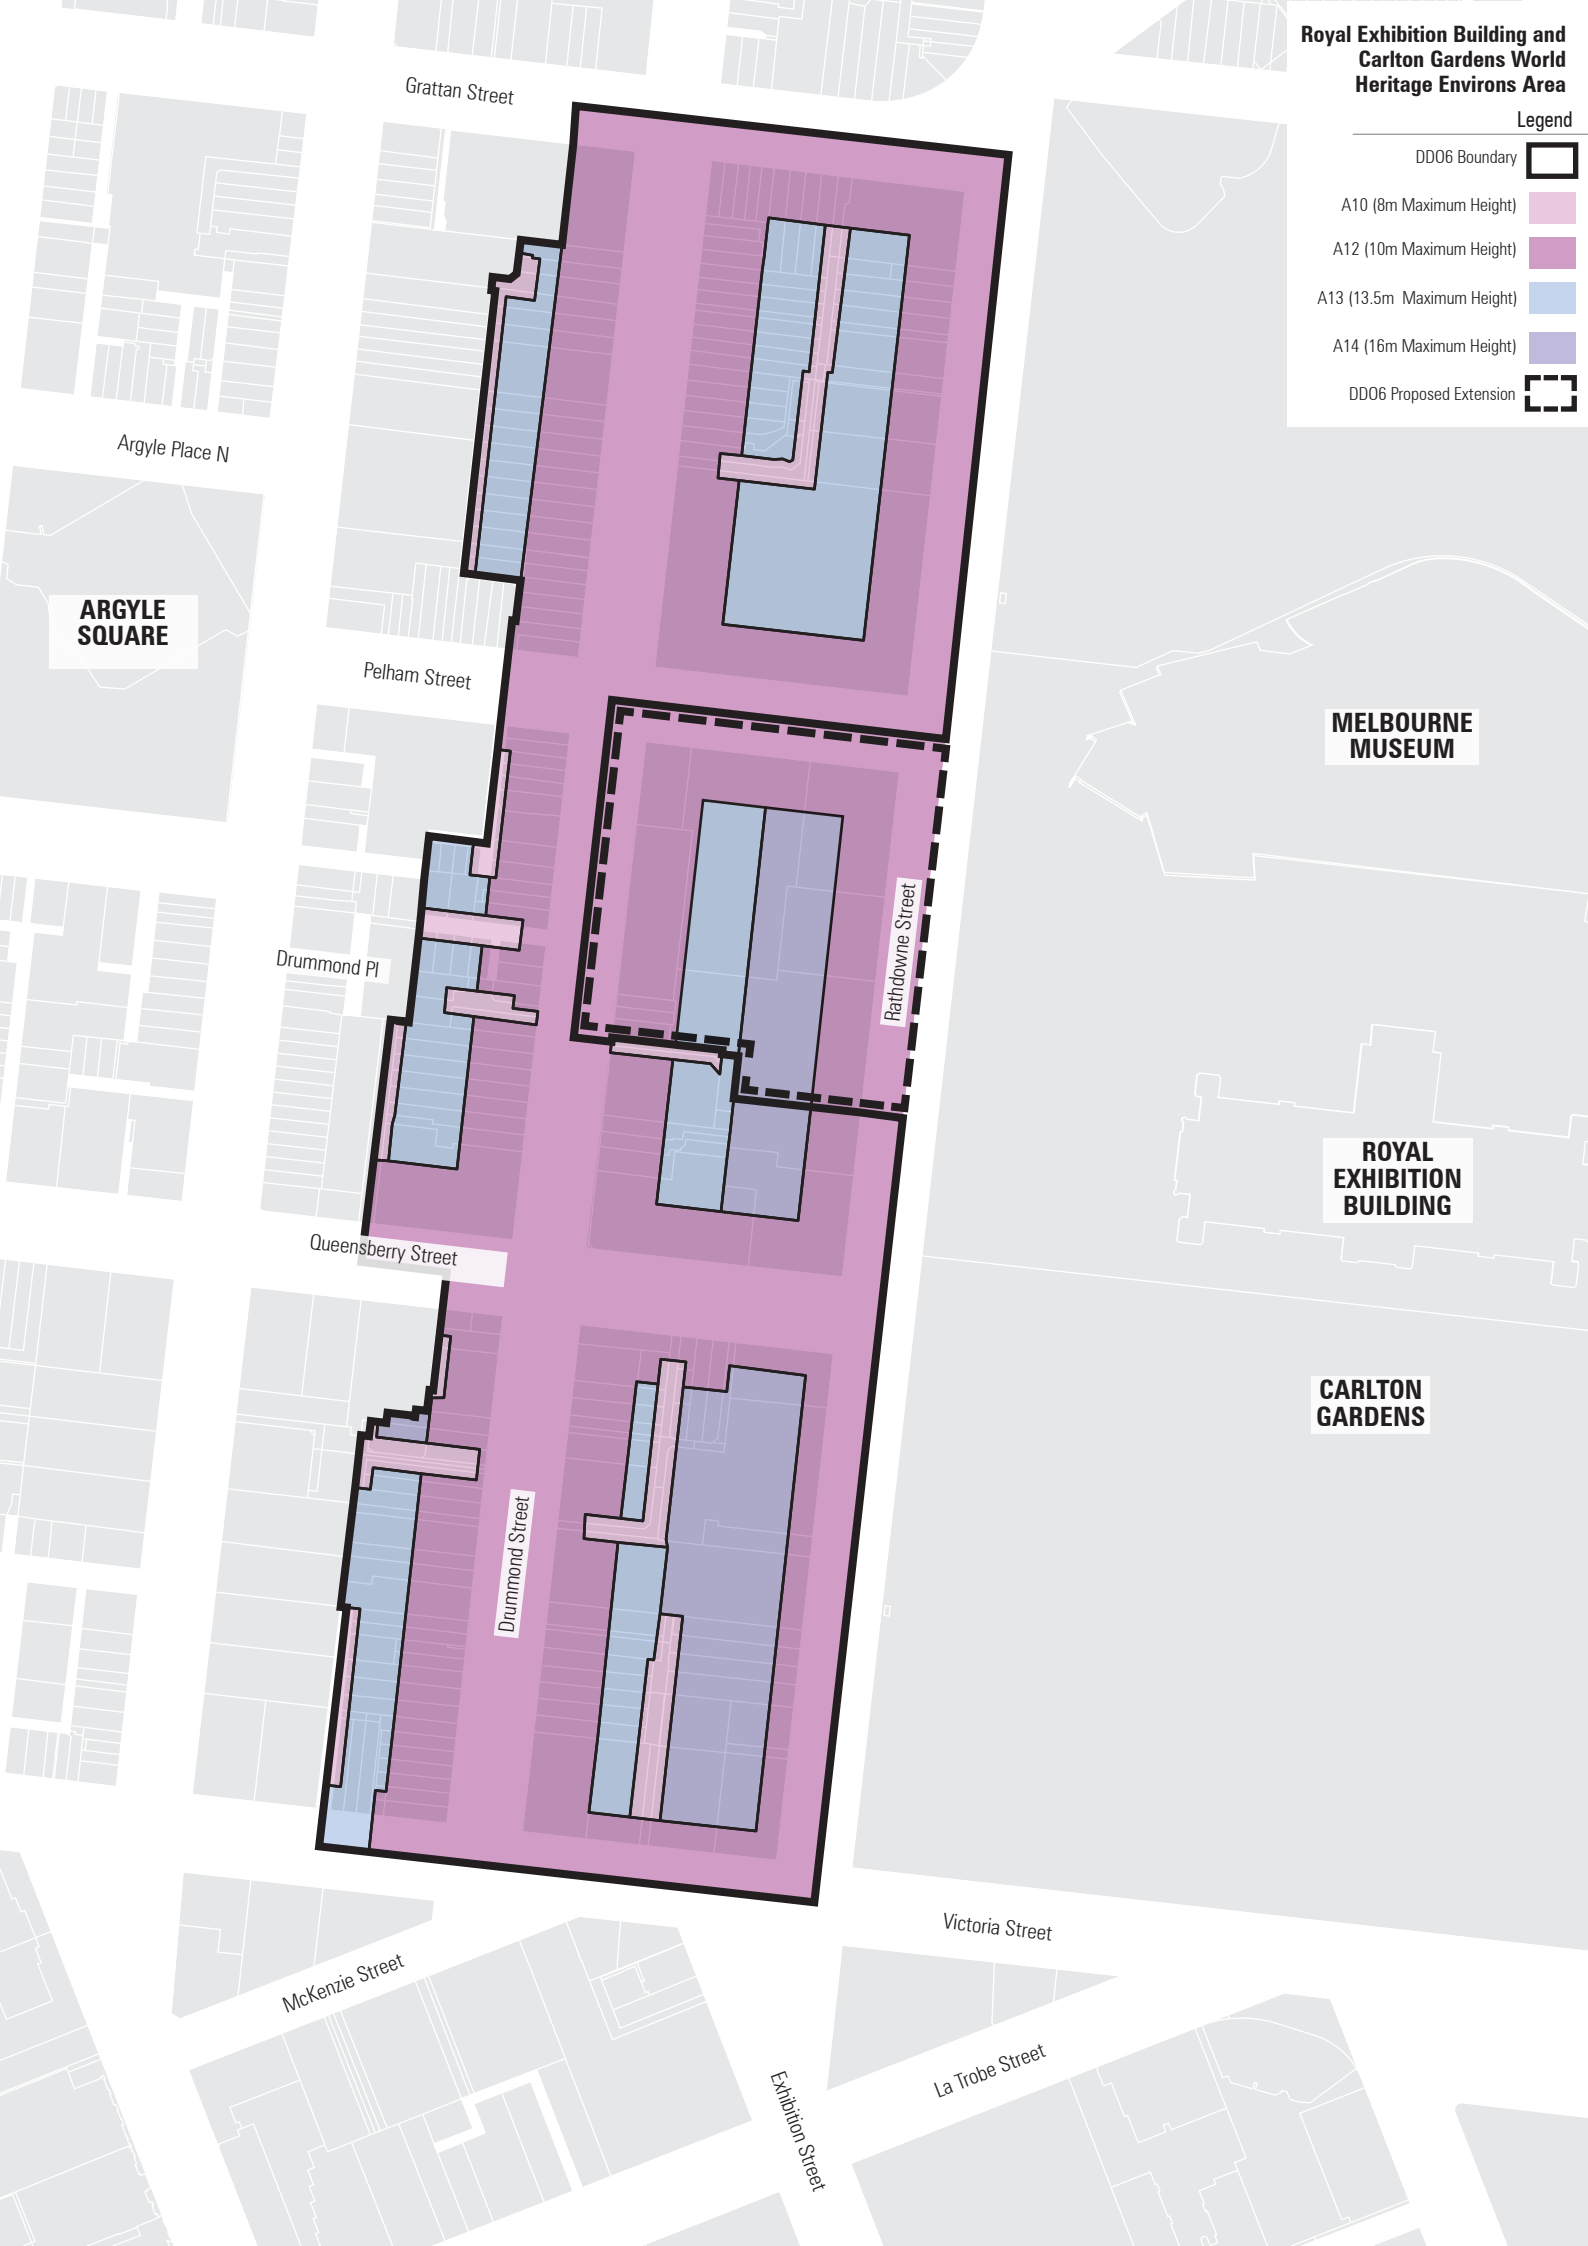 Royal Exhibition Building and
Carlton Gardens World
Heritage Environs Area
Legend
DDO6 Boundary
A10 (8m Maximum Height)
A12 (10m Maximum Height)
A13 (13.5m  Maximum Height)
A14 (16m Maximum Height)
DDO6 Proposed Extension
Grattan Street
Argyle Place N
ARGYLE
SQUARE
Pelham Street
MELBOURNE
MUSEUM
Rathdowne Street
Drummond Pl
ROYAL
EXHIBITION
BUILDING
Queensberry Street
CARLTON
GARDENS
Drummond Street
Victoria Street
McKenzie Street
La Trobe Street
Exhibition Street